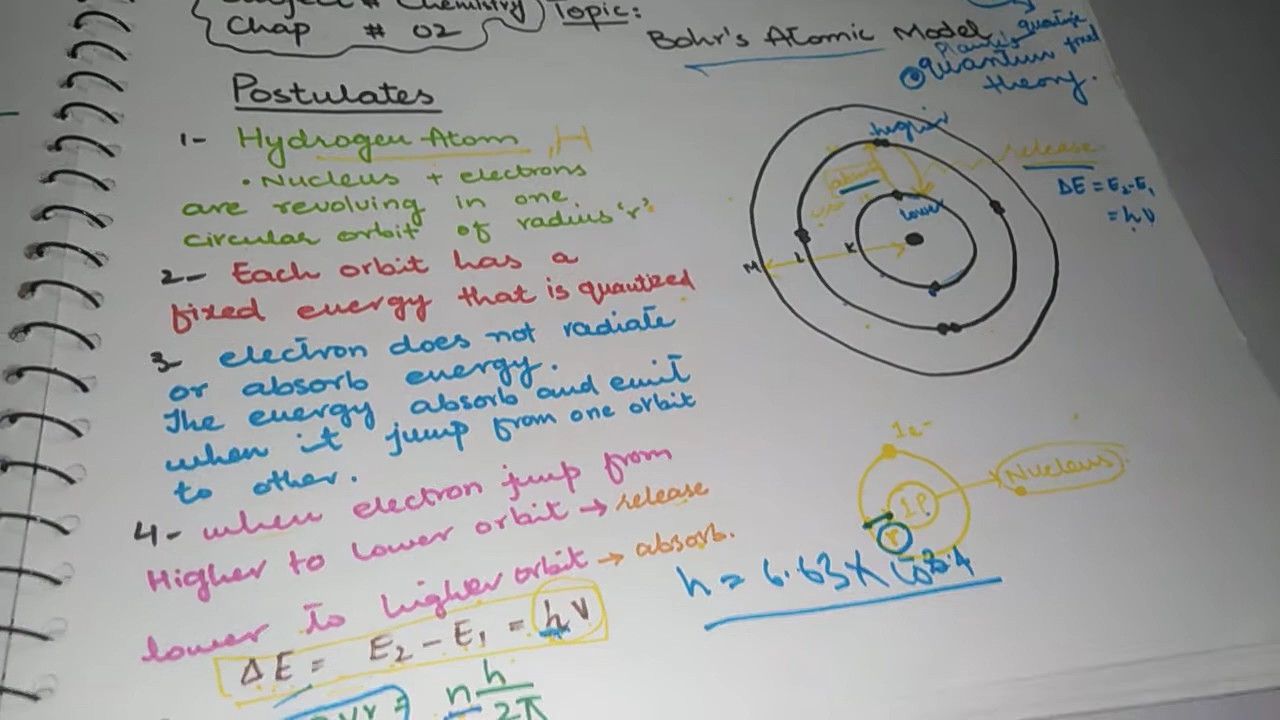 Chemistry Topic:
Chap # 02
Bohr's Atomic Model
quantum
theory.
Postulates
1- Hydrogen Atom, H
• Nucleus + electrons
are revolving in one
circular orbit of radius 'r'.
2- Each orbit has a
fixed energy that is quantized
3- electron does not radiate
or absorb energy.
The energy absorb and emit
when it jump from one orbit
to other.
4- when electron jump from
Higher to lower orbit → release
lower to higher orbit → absorb.
ΔE = E2 - E1 = hν
nh
2π
higher
release
lower
ΔE = E2-E1
= hν
M L K
1e-
1P
Nucleus
r
h = 6.63 x 10-34